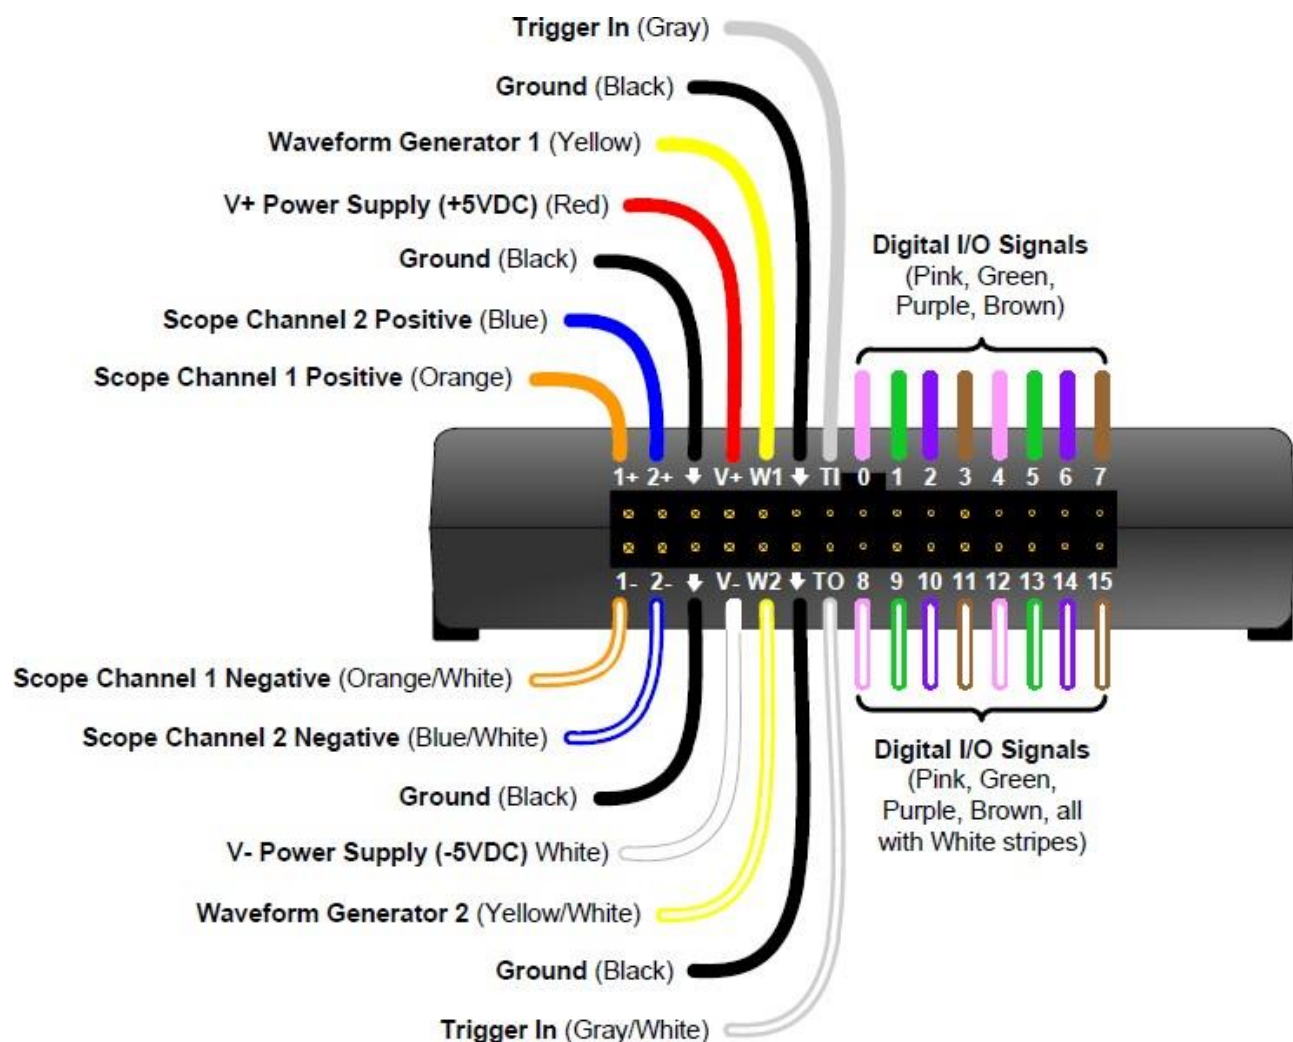 Trigger In (Gray)
Ground (Black)
Waveform Generator 1 (Yellow)
V+ Power Supply (+5VDC) (Red)
Ground (Black)
Scope Channel 2 Positive (Blue)
Scope Channel 1 Positive (Orange)
Digital I/O Signals
(Pink, Green,
Purple, Brown)
1+ 2+ V+ W1 TI 0 1 2 3 4 5 6 7
1- 2- V- W2 TO 8 9 10 11 12 13 14 15
Scope Channel 1 Negative (Orange/White)
Scope Channel 2 Negative (Blue/White)
Ground (Black)
V- Power Supply (-5VDC) White)
Waveform Generator 2 (Yellow/White)
Ground (Black)
Trigger In (Gray/White)
Digital I/O Signals
(Pink, Green,
Purple, Brown, all
with White stripes)